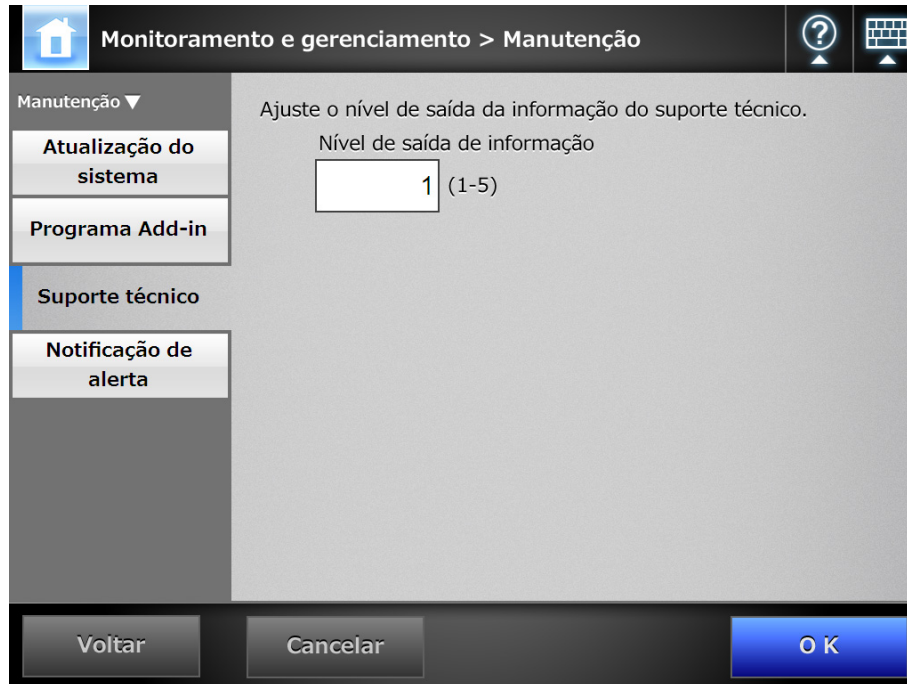 Monitoramento e gerenciamento > Manutenção
?
Manutenção▼
Atualização do
sistema
Programa Add-in
Suporte técnico
Notificação de
alerta
Ajuste o nível de saída da informação do suporte técnico.
Nível de saída de informação
1 (1-5)
Voltar
Cancelar
O K